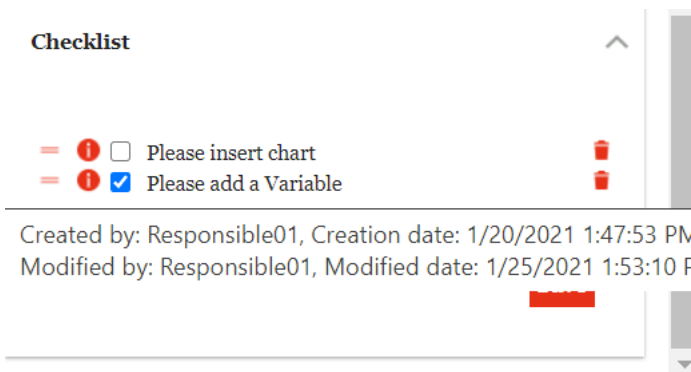 Checklist
Please insert chart
Please add a Variable
Created by: Responsible01, Creation date: 1/20/2021 1:47:53 PM
Modified by: Responsible01, Modified date: 1/25/2021 1:53:10 P